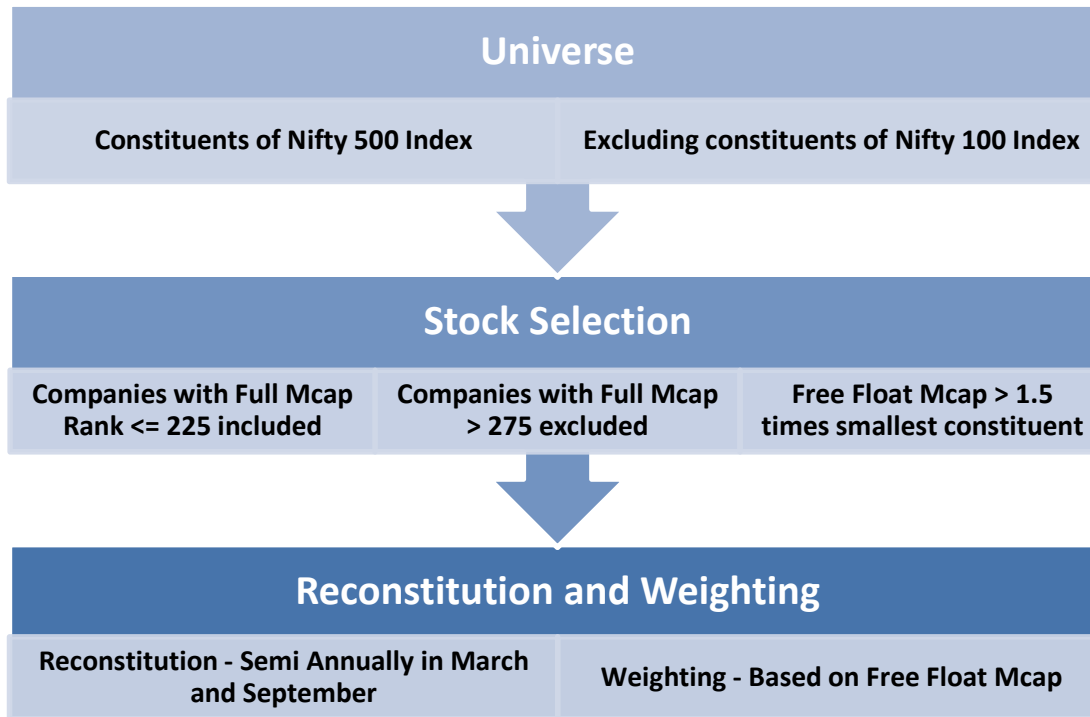 Universe
Constituents of Nifty 500 Index
Excluding constituents of Nifty 100 Index
Stock Selection
Companies with Full Mcap
Rank <= 225 included
Companies with Full Mcap
> 275 excluded
Free Float Mcap > 1.5
times smallest constituent
Reconstitution and Weighting
Reconstitution - Semi Annually in March
and September
Weighting - Based on Free Float Mcap